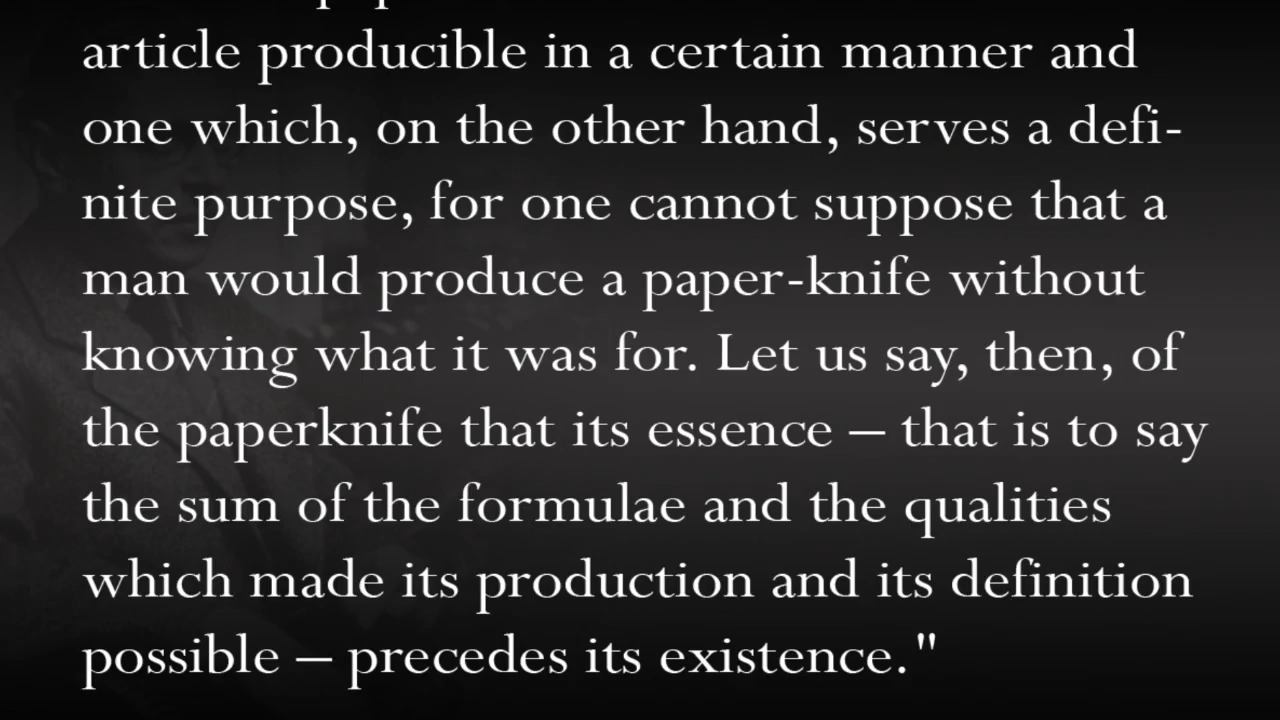 article producible in a certain manner and
one which, on the other hand, serves a defi-
nite purpose, for one cannot suppose that a
man would produce a paper-knife without
knowing what it was for. Let us say, then, of
the paperknife that its essence – that is to say
the sum of the formulae and the qualities
which made its production and its definition
possible – precedes its existence."